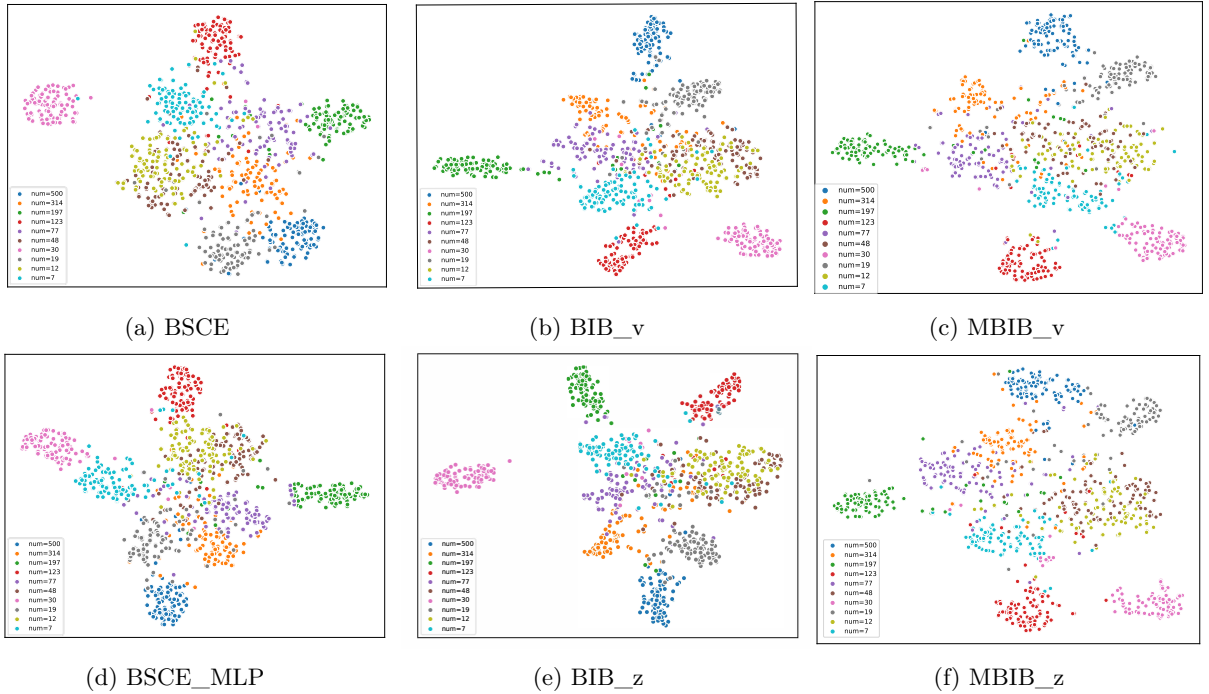 num=500
num=314
num=197
num=123
num=77
num=48
num=30
num=19
num=12
num=7
(a) BSCE
num=500
num=314
num=197
num=123
num=77
num=48
num=30
num=19
num=12
num=7
(b) BIB_v
num=500
num=314
num=197
num=123
num=77
num=48
num=30
num=19
num=12
num=7
(c) MBIB_v
num=500
num=314
num=197
num=123
num=77
num=48
num=30
num=19
num=12
num=7
(d) BSCE_MLP
num=500
num=314
num=197
num=123
num=77
num=48
num=30
num=19
num=12
num=7
(e) BIB_z
num=500
num=314
num=197
num=123
num=77
num=48
num=30
num=19
num=12
num=7
(f) MBIB_z